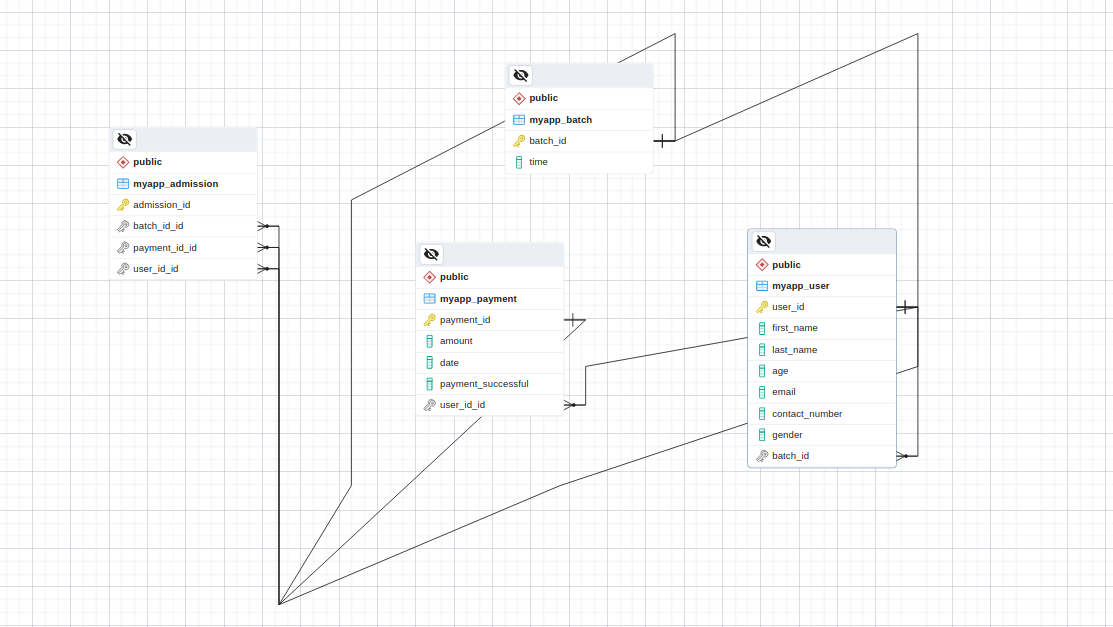 public
myapp_batch
batch_id
time
public
myapp_admission
admission_id
batch_id_id
payment_id_id
user_id_id
public
myapp_payment
payment_id
amount
date
payment_successful
user_id_id
public
myapp_user
user_id
first_name
last_name
age
email
contact_number
gender
batch_id